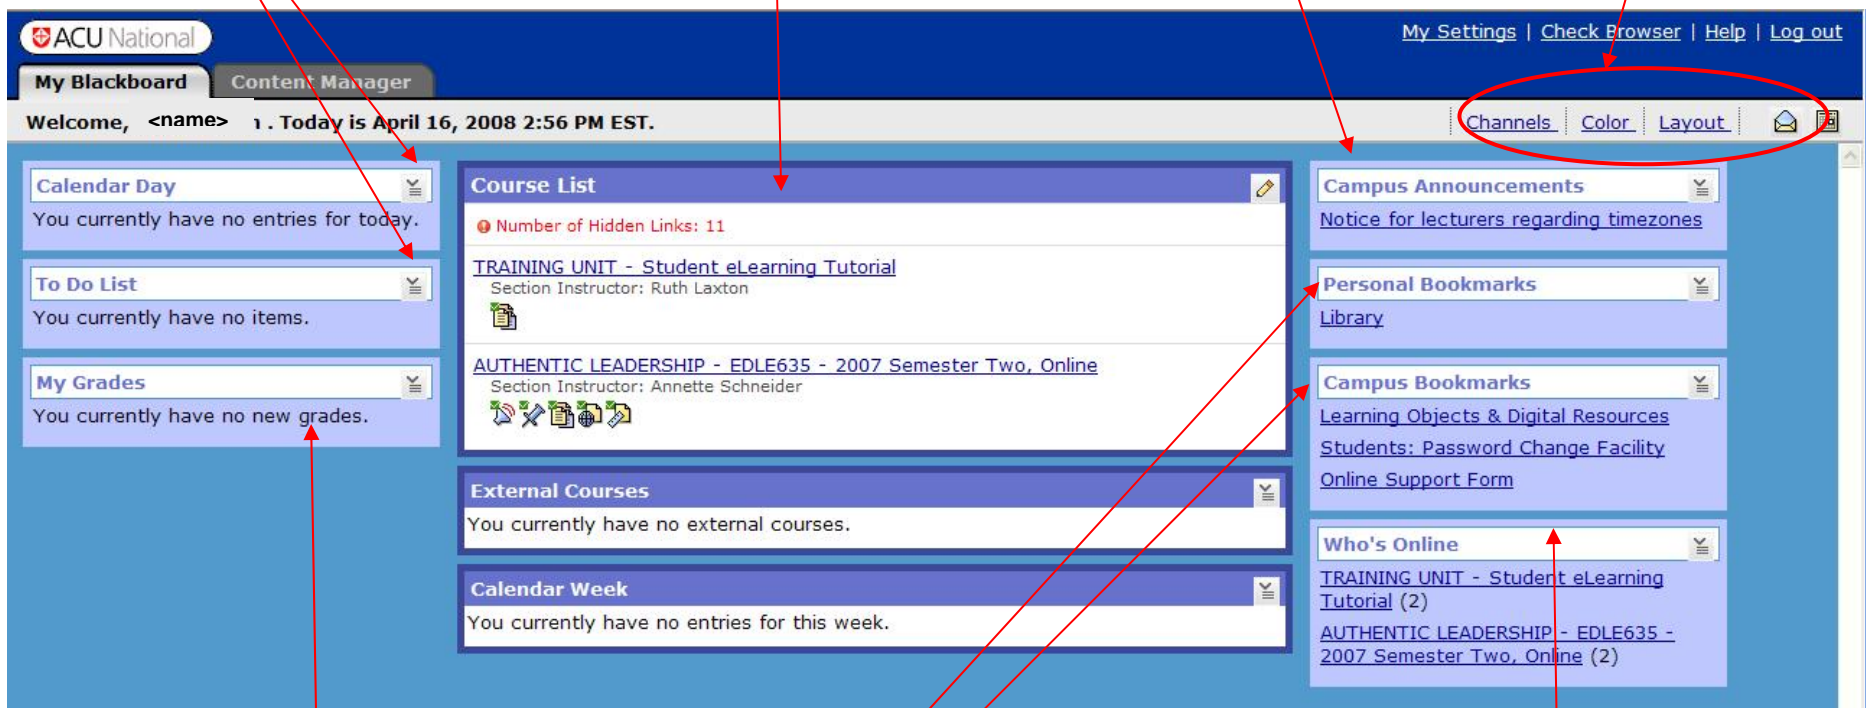 ACU National
My Settings | Check Browser | Help | Log out
My Blackboard
Content Manager
Welcome, <name> . Today is April 16, 2008 2:56 PM EST.
Channels
Color
Layout
Calendar Day
You currently have no entries for today.
To Do List
You currently have no items.
My Grades
You currently have no new grades.
Course List
Number of Hidden Links: 11
TRAINING UNIT - Student eLearning Tutorial
Section Instructor: Ruth Laxton
AUTHENTIC LEADERSHIP - EDLE635 - 2007 Semester Two, Online
Section Instructor: Annette Schneider
External Courses
You currently have no external courses.
Calendar Week
You currently have no entries for this week.
Campus Announcements
Notice for lecturers regarding timezones
Personal Bookmarks
Library
Campus Bookmarks
Learning Objects & Digital Resources
Students: Password Change Facility
Online Support Form
Who's Online
TRAINING UNIT - Student eLearning
Tutorial (2)
AUTHENTIC LEADERSHIP - EDLE635 -
2007 Semester Two, Online (2)